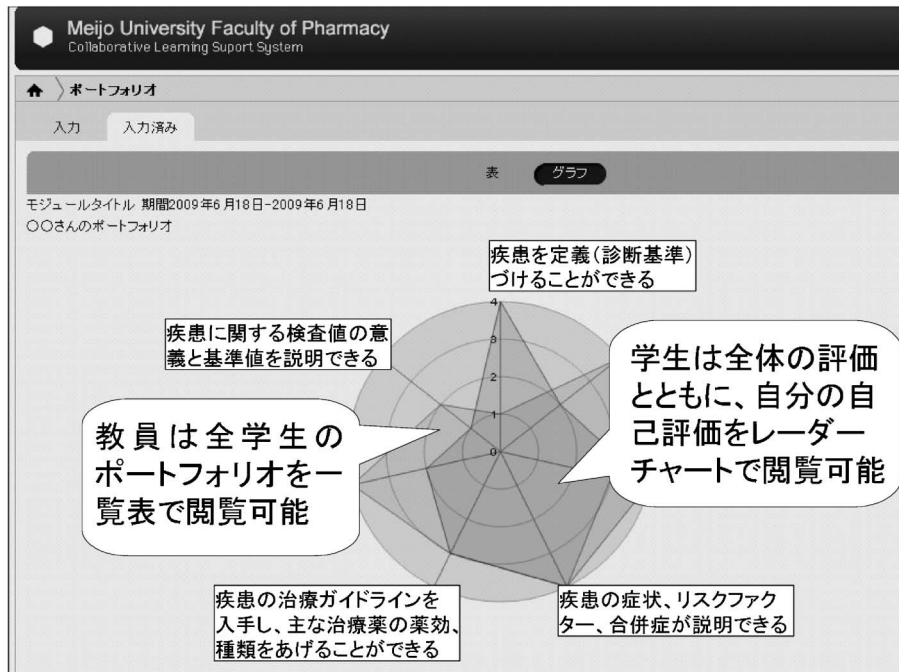 Meijo University Faculty of Pharmacy
Collaborative Learning Suport System
ポートフォリオ
入力
入力済み
表
グラフ
モジュールタイトル 期間2009年6月18日-2009年6月18日
〇〇さんのポートフォリオ
疾患を定義(診断基準)
づけることができる
疾患に関する検査値の意
義と基準値を説明できる
学生は全体の評価
とともに、自分の自
己評価をレーダー
チャートで閲覧可能
教員は全学生の
ポートフォリオを一
覧表で閲覧可能
4
3
2
1
0
疾患の治療ガイドラインを
入手し、主な治療薬の薬効、
種類をあげることができる
疾患の症状、リスクファク
ター、合併症が説明できる